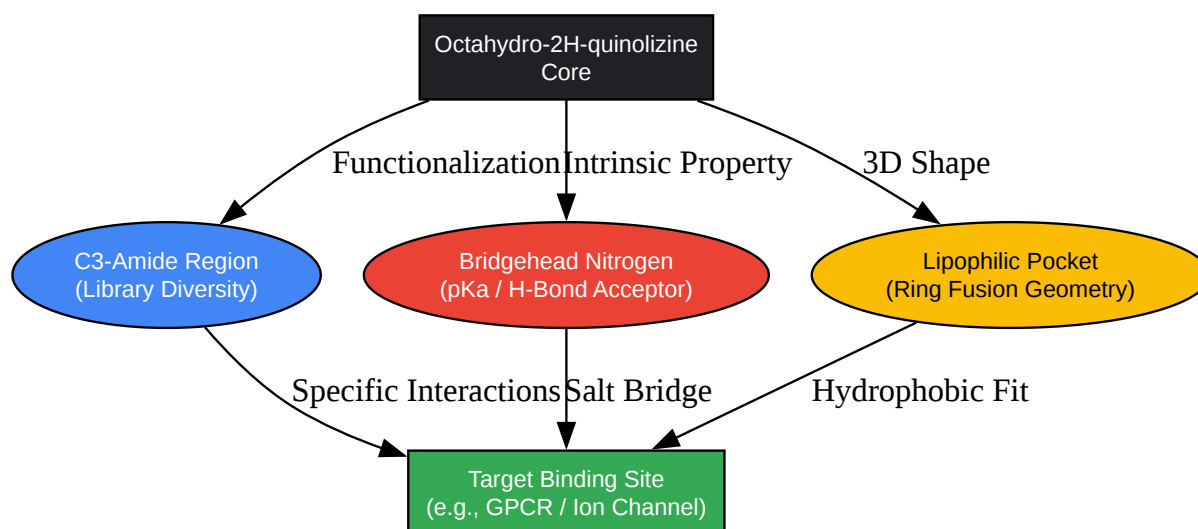 Octahydro-2H-quinolizine
Core
Functionalization
Intrinsic Property
3D Shape
C3-Amide Region
(Library Diversity)
Bridgehead Nitrogen
(pKa / H-Bond Acceptor)
Lipophilic Pocket
(Ring Fusion Geometry)
Specific Interactions
Salt Bridge
Hydrophobic Fit
Target Binding Site
(e.g., GPCR / Ion Channel)